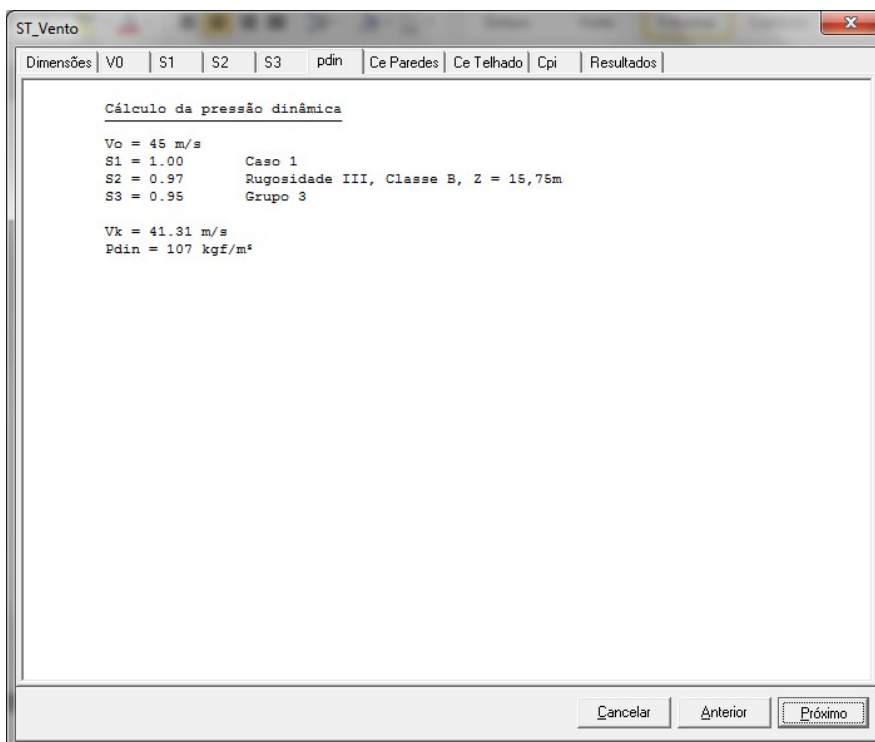 ST_Vento
Dimensões V0 S1 S2 S3 pdin Ce Paredes Ce Telhado Cpi Resultados
Cálculo da pressão dinâmica
Vo = 45 m/s
S1 = 1.00 Caso 1
S2 = 0.97 Rugosidade III, Classe B, Z = 15,75m
S3 = 0.95 Grupo 3
Vk = 41.31 m/s
Pdin = 107 kgf/m²
Cancelar Anterior Próximo